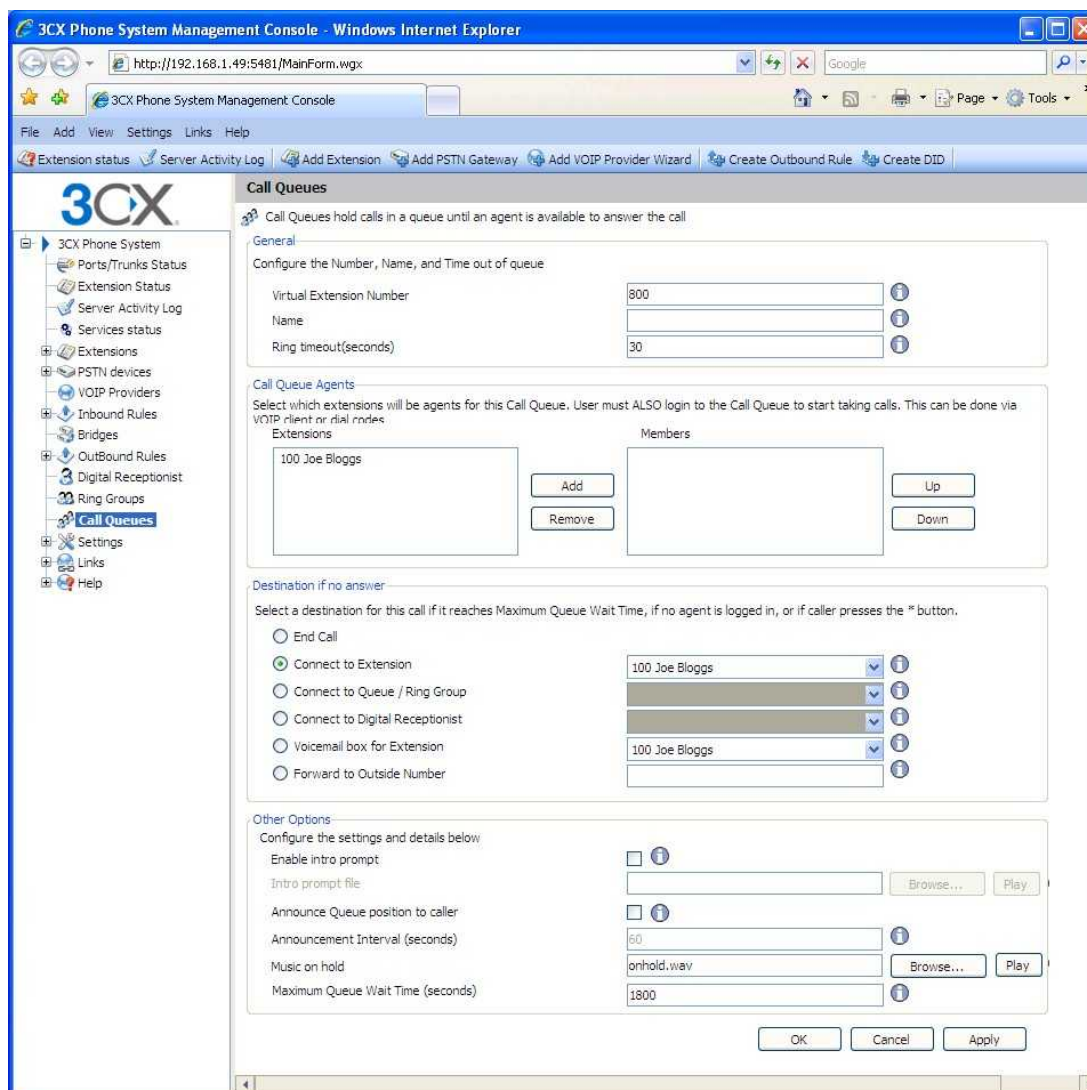 3CX Phone System Management Console - Windows Internet Explorer
http://192.168.1.49:5481/MainForm.wgx
Google
3CX Phone System Management Console
Page
Tools
File Add View Settings Links Help
Extension status Server Activity Log Add Extension Add PSTN Gateway Add VOIP Provider Wizard Create Outbound Rule Create DID
3CX
3CX Phone System
Ports/Trunks Status
Extension Status
Server Activity Log
Services status
Extensions
PSTN devices
VOIP Providers
Inbound Rules
Bridges
OutBound Rules
Digital Receptionist
Ring Groups
Call Queues
Settings
Links
Help
Call Queues
Call Queues hold calls in a queue until an agent is available to answer the call
General
Configure the Number, Name, and Time out of queue
Virtual Extension Number 800
Name
Ring timeout(seconds) 30
Call Queue Agents
Select which extensions will be agents for this Call Queue. User must ALSO login to the Call Queue to start taking calls. This can be done via
VOIP client or dial codes
Extensions Members
100 Joe Bloggs
Add Up
Remove Down
Destination if no answer
Select a destination for this call if it reaches Maximum Queue Wait Time, if no agent is logged in, or if caller presses the * button.
End Call
Connect to Extension 100 Joe Bloggs
Connect to Queue / Ring Group
Connect to Digital Receptionist
Voicemail box for Extension 100 Joe Bloggs
Forward to Outside Number
Other Options
Configure the settings and details below
Enable intro prompt
Intro prompt file Browse... Play
Announce Queue position to caller
Announcement Interval (seconds) 60
Music on hold onhold.wav Browse... Play
Maximum Queue Wait Time (seconds) 1800
OK Cancel Apply